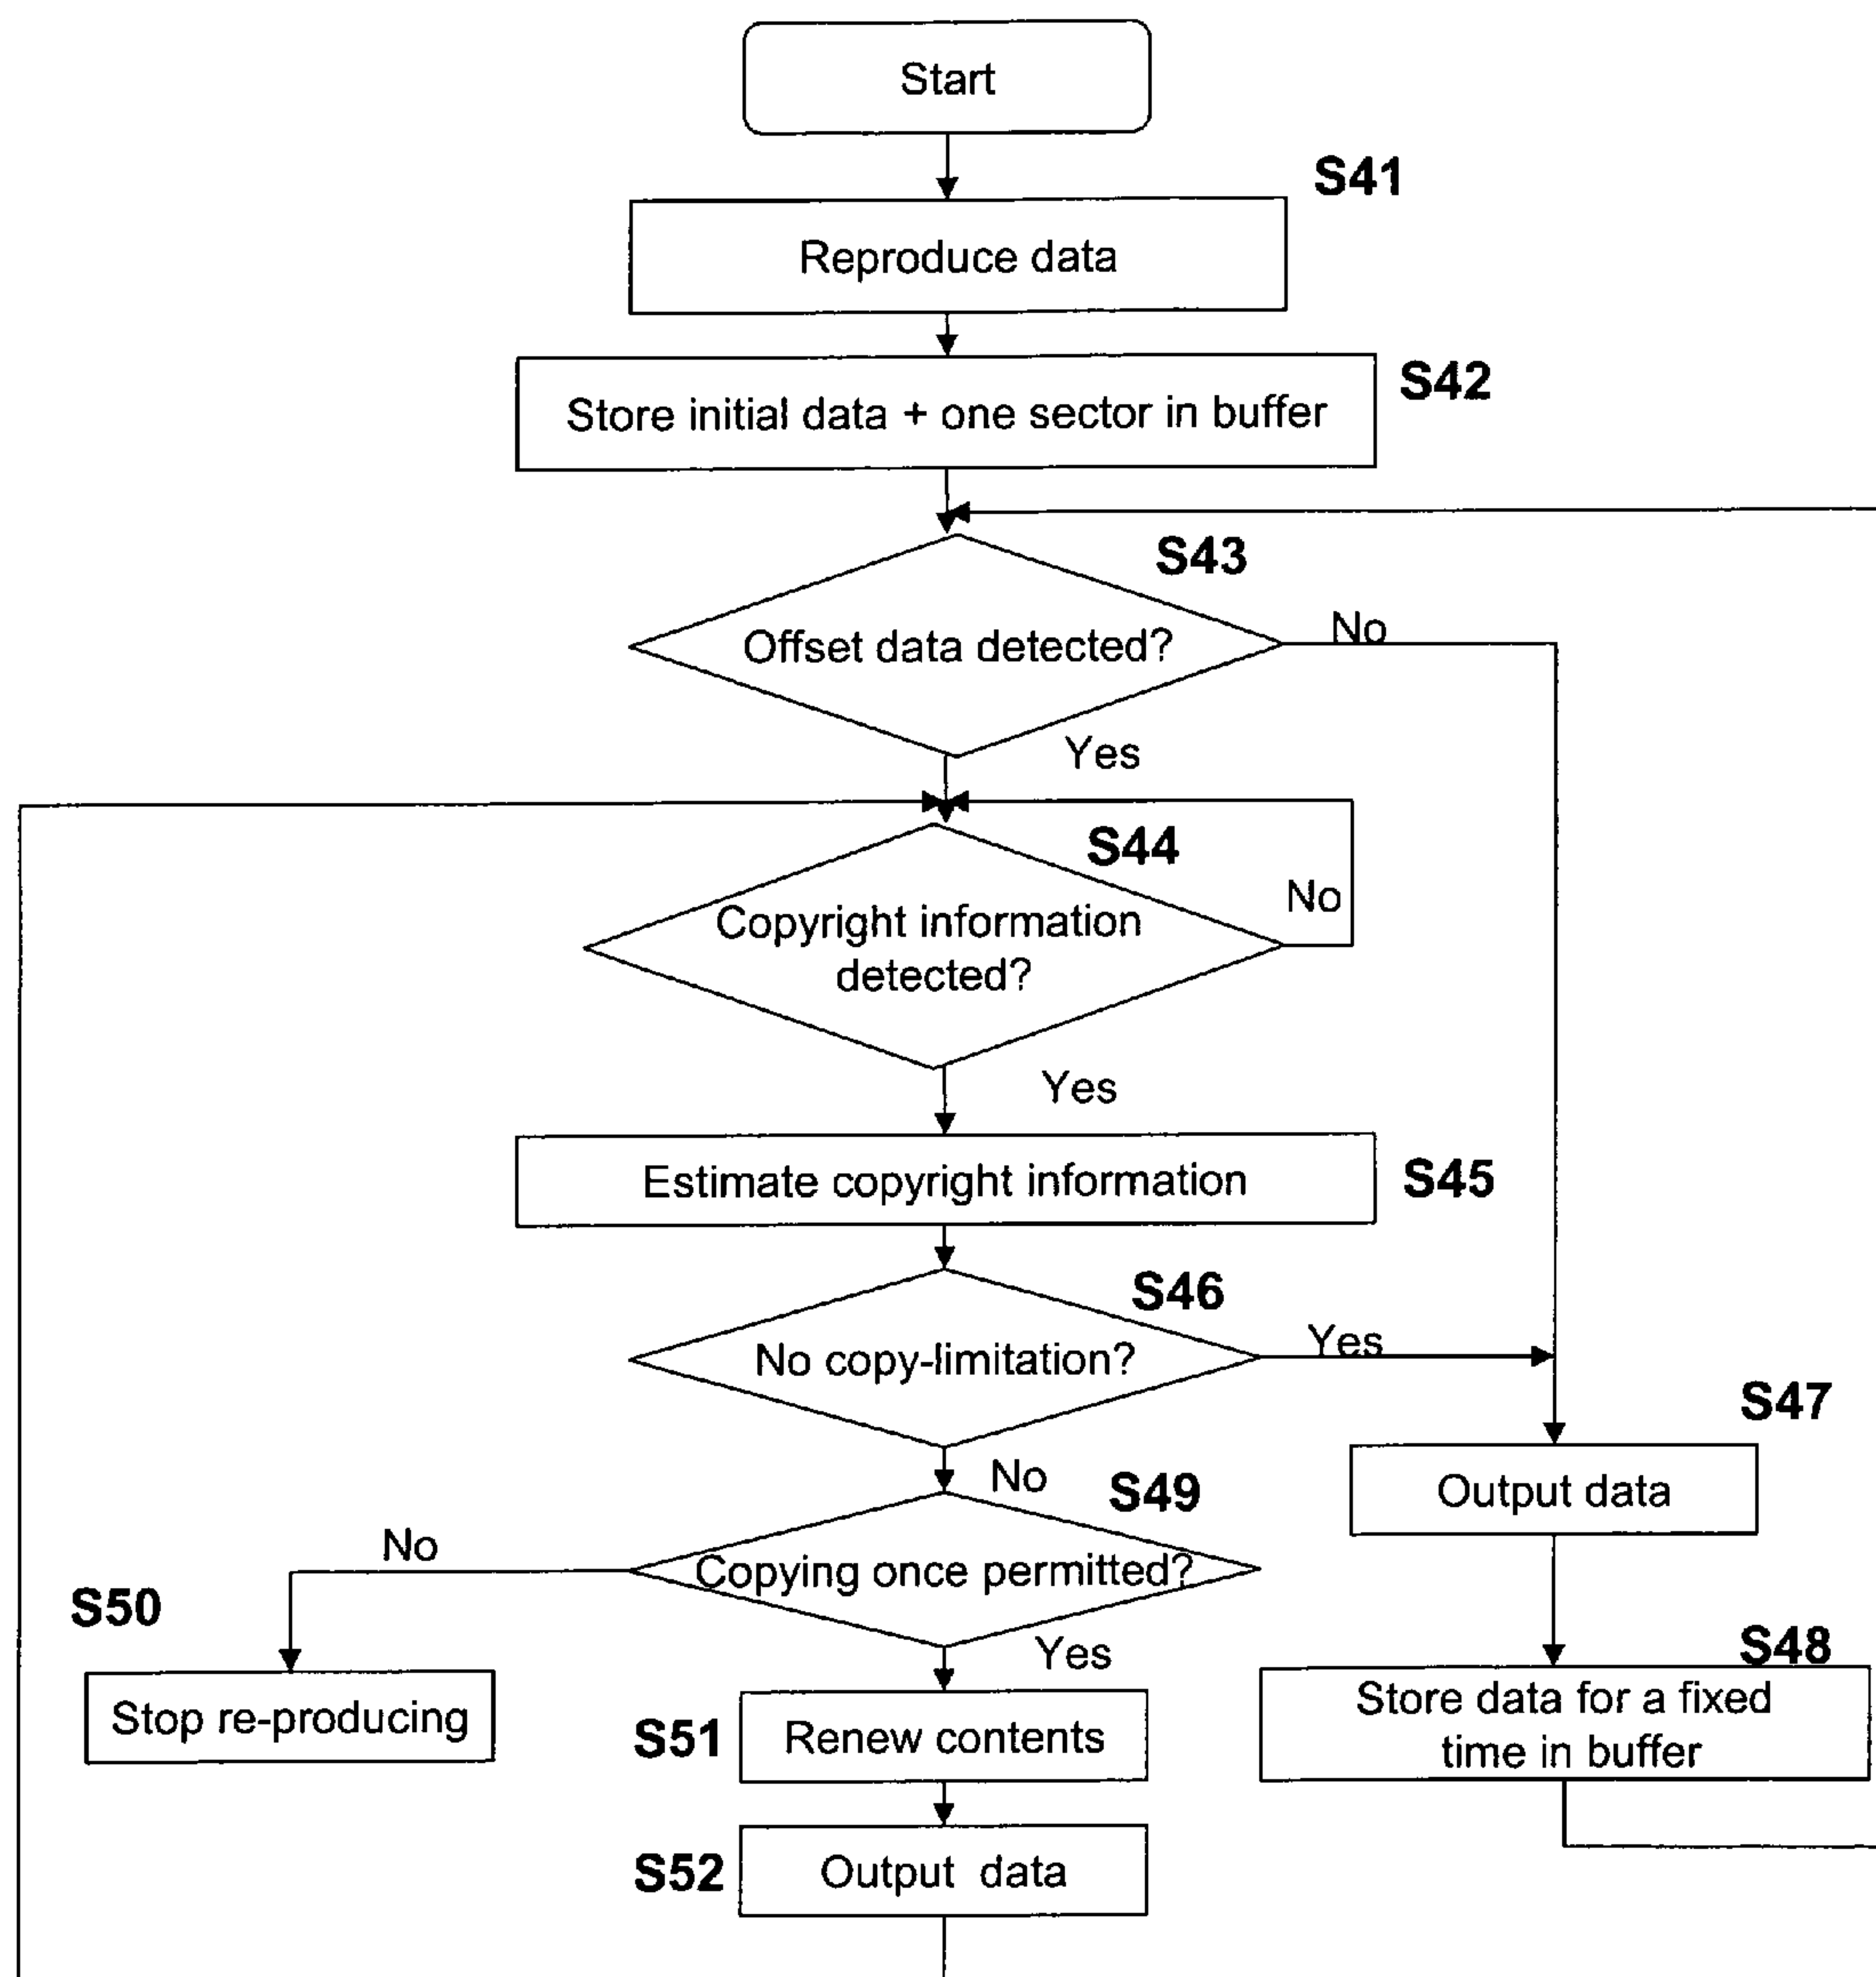 Start
S41
Reproduce data
S42
Store initial data + one sector in buffer
S43
Offset data detected?
No
Yes
S44
No
Copyright information
detected?
Yes
Estimate copyright information
S45
S46
No copy-limitation?
Yes
S47
Output data
No
S49
Copying once permitted?
No
S50
Stop re-producing
Yes
S48
Store data for a fixed
time in buffer
S51
Renew contents
S52
Output data